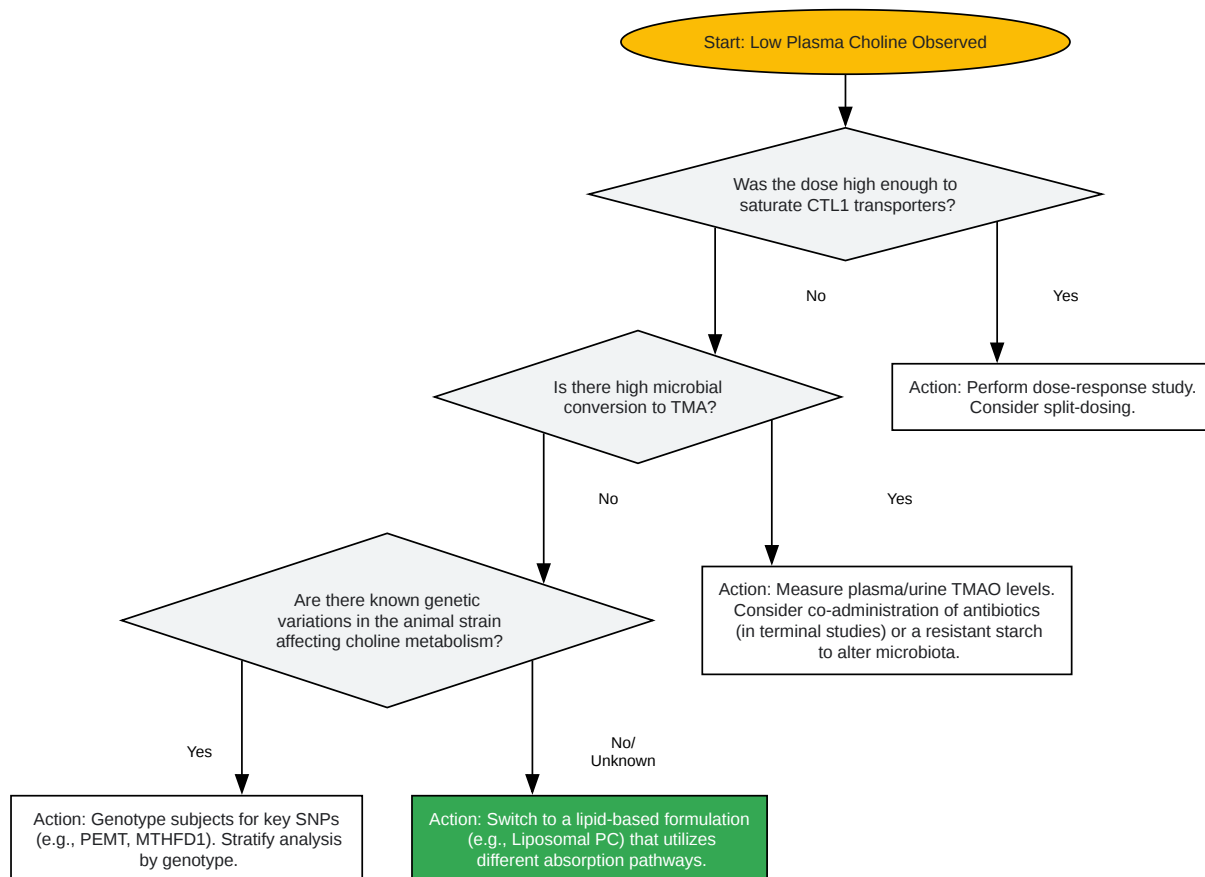 Start: Low Plasma Choline Observed
Was the dose high enough to
saturate CTL1 transporters?
No
Yes
Is there high microbial
conversion to TMA?
Action: Perform dose-response study.
Consider split-dosing.
No
Yes
Are there known genetic
variations in the animal strain
affecting choline metabolism?
Action: Measure plasma/urine TMAO levels.
Consider co-administration of antibiotics
(in terminal studies) or a resistant starch
to alter microbiota.
Yes
No/
Unknown
Action: Genotype subjects for key SNPs
(e.g., PEMT, MTHFD1). Stratify analysis
by genotype.
Action: Switch to a lipid-based formulation
(e.g., Liposomal PC) that utilizes
different absorption pathways.